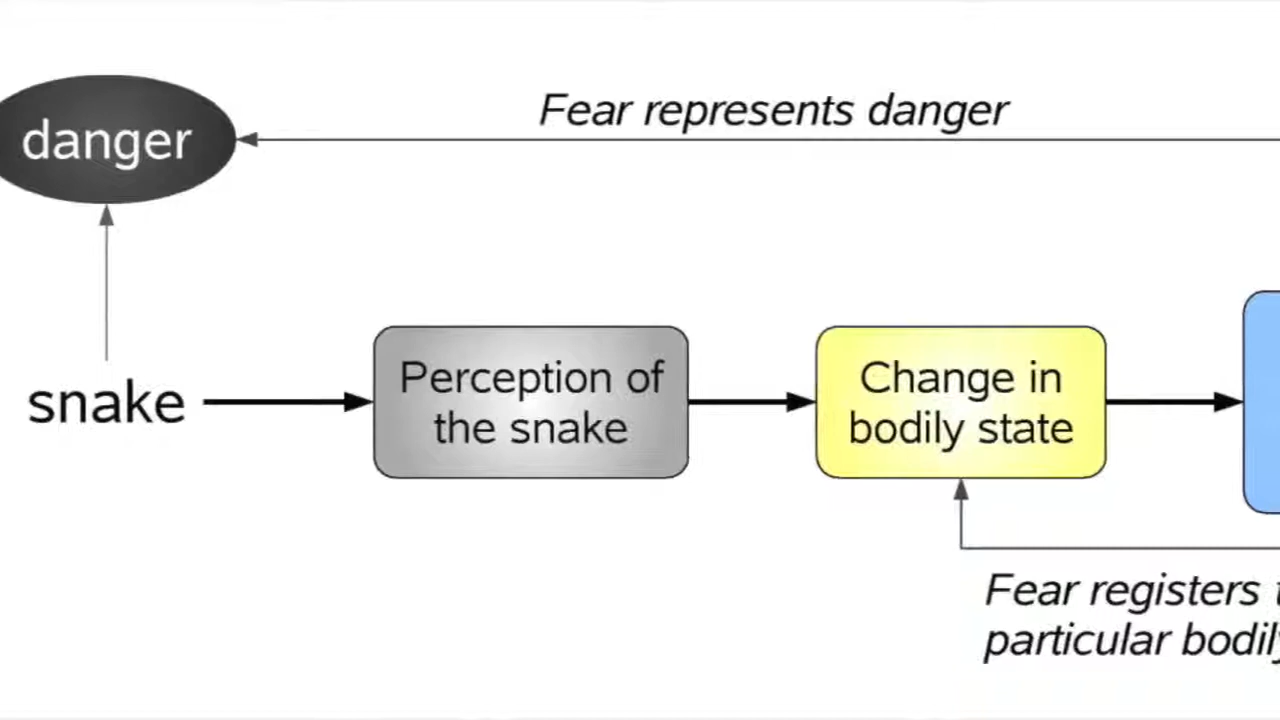 Fear represents danger
danger
snake
Perception of
the snake
Change in
bodily state
Fear registers
particular bodily